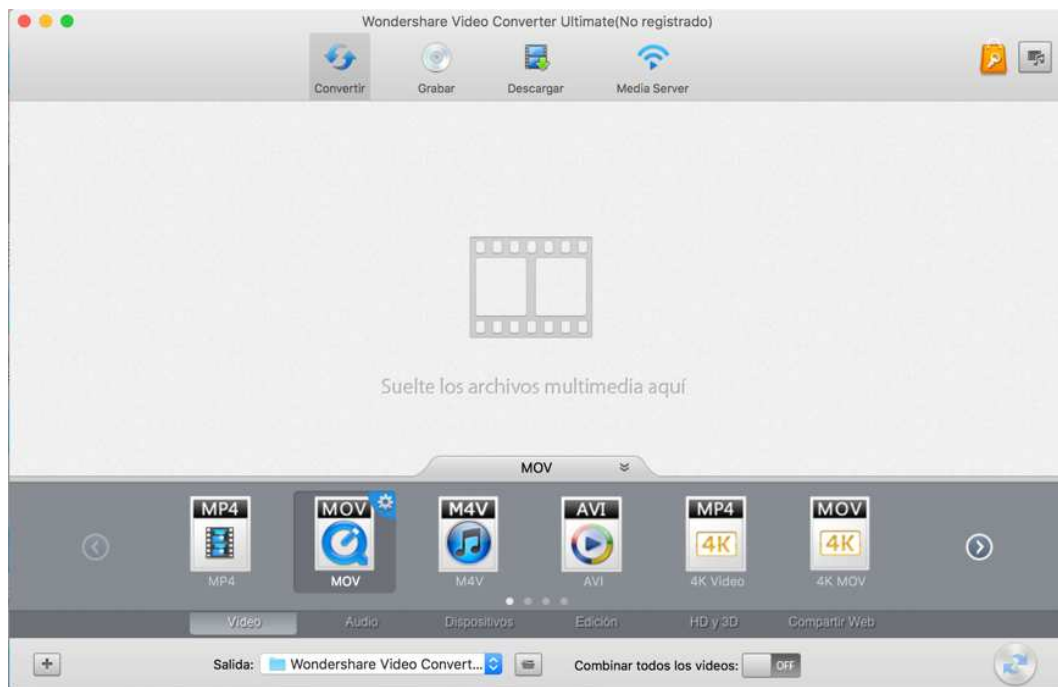 Wondershare Video Converter Ultimate(No registrado)
Convertir Grabar Descargar Media Server
Suelte los archivos multimedia aquí
MOV
MP4 MOV M4V AVI MP4 MOV
4K 4K
MP4 MOV M4V AVI 4K Video 4K MOV
Vídeo Audio Dispositivos Edición HD y 3D Compartir Web
Salida: Wondershare Video Convert... Combinar todos los videos: OFF